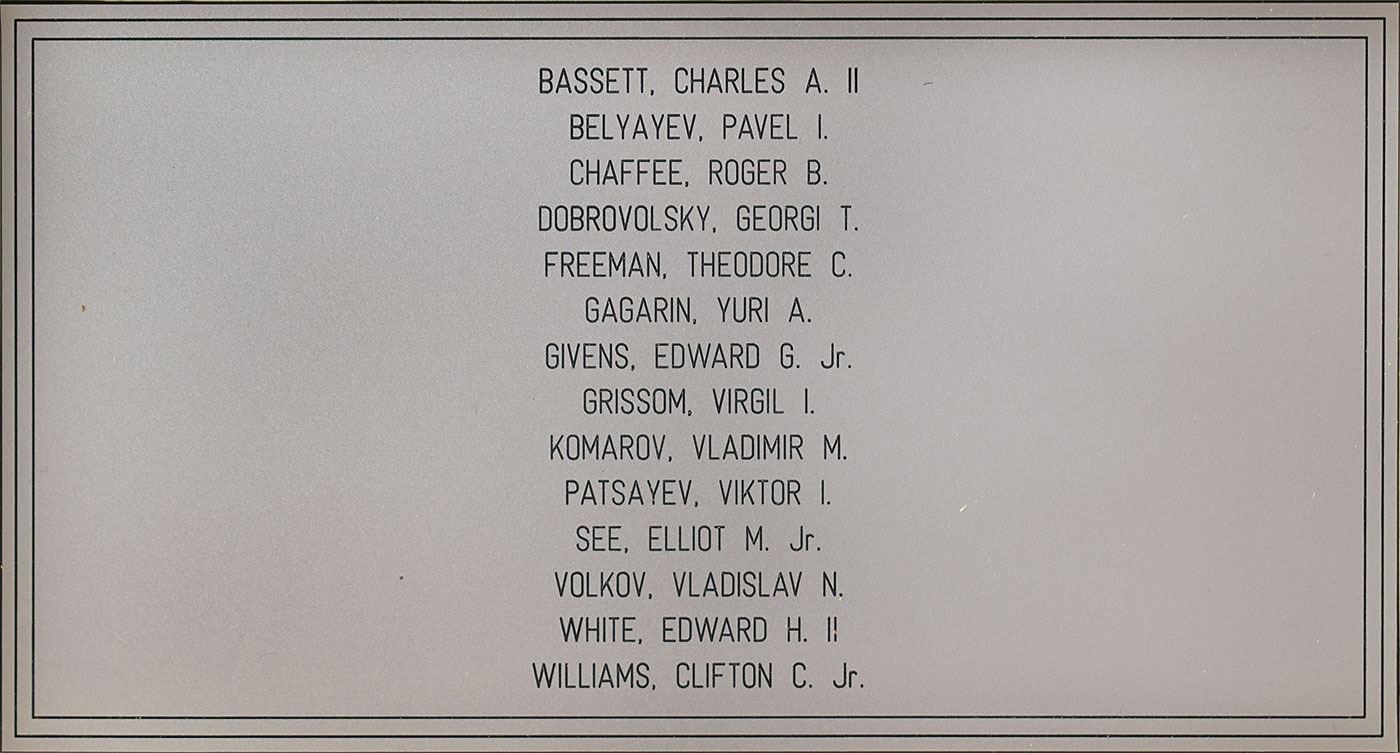 BASSETT, CHARLES A. II
BELYAYEV, PAVEL I.
CHAFFEE, ROGER B.
DOBROVOLSKY, GEORGI T.
FREEMAN, THEODORE C.
GAGARIN, YURI A.
GIVENS, EDWARD G. Jr.
GRISSOM, VIRGIL I.
KOMAROV, VLADIMIR M.
PATSAYEV, VIKTOR I.
SEE, ELLIOT M. Jr.
VOLKOV, VLADISLAV N.
WHITE, EDWARD H. II
WILLIAMS, CLIFTON C. Jr.